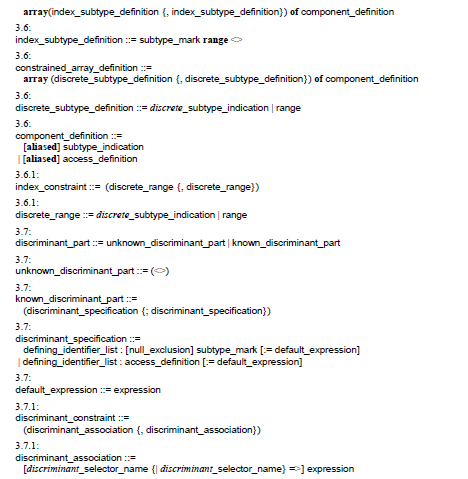 array(index_subtype_definition {, index_subtype_definition}) of component_definition
3.6:
index_subtype_definition ::= subtype_mark range <>
3.6:
constrained_array_definition ::=
array (discrete_subtype_definition {, discrete_subtype_definition}) of component_definition
3.6:
discrete_subtype_definition ::= discrete_subtype_indication | range
3.6:
component_definition ::=
[aliased] subtype_indication
| [aliased] access_definition
3.6.1:
index_constraint ::= (discrete_range {, discrete_range})
3.6.1:
discrete_range ::= discrete_subtype_indication | range
3.7:
discriminant_part ::= unknown_discriminant_part | known_discriminant_part
3.7:
unknown_discriminant_part ::= (<>)
3.7:
known_discriminant_part ::=
(discriminant_specification {; discriminant_specification})
3.7:
discriminant_specification ::=
defining_identifier_list : [null_exclusion] subtype_mark [:= default_expression]
| defining_identifier_list : access_definition [:= default_expression]
3.7:
default_expression ::= expression
3.7.1:
discriminant_constraint ::=
(discriminant_association {, discriminant_association})
3.7.1:
discriminant_association ::=
[discriminant_selector_name {| discriminant_selector_name} =>] expression